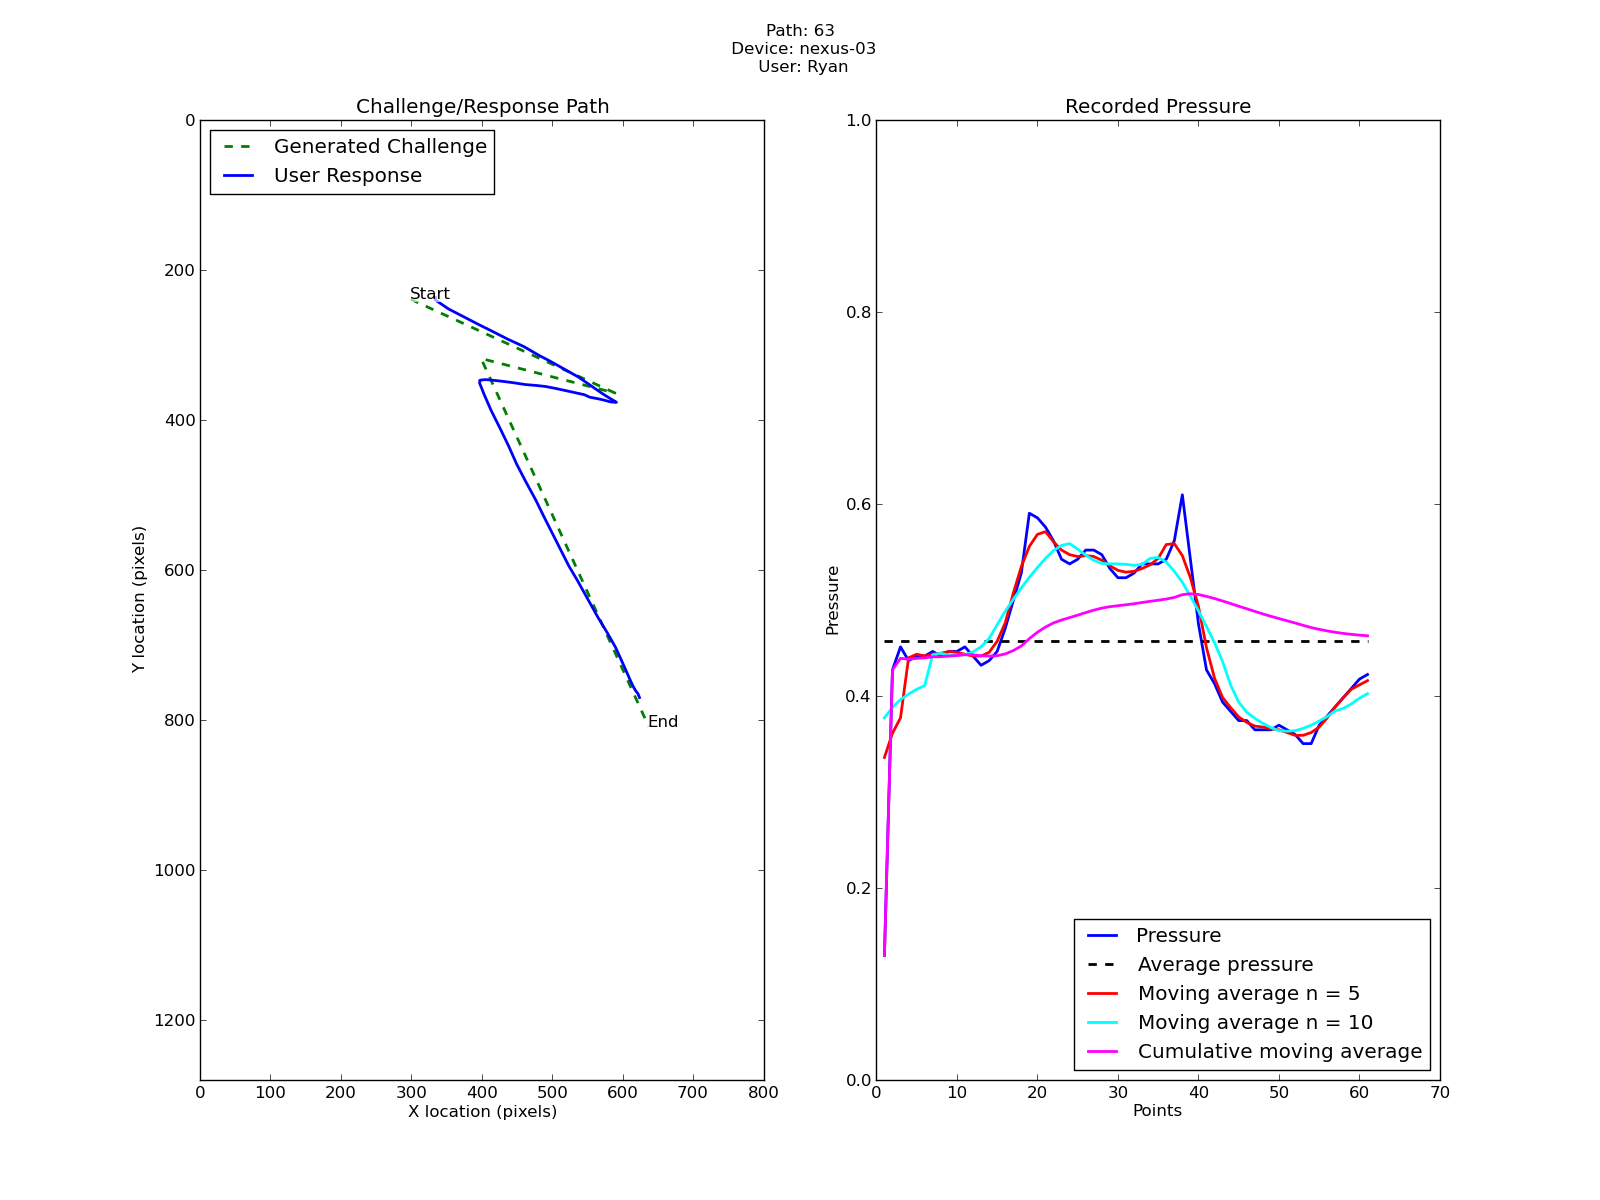 Path: 63
Device: nexus-03
User: Ryan
Challenge/Response Path
Generated Challenge
User Response
Start
End
0
200
400
600
800
1000
1200
Y location (pixels)
0 100 200 300 400 500 600 700 800
X location (pixels)
Recorded Pressure
1.0
0.8
0.6
0.4
0.2
0.0
Pressure
Pressure
Average pressure
Moving average n = 5
Moving average n = 10
Cumulative moving average
0 10 20 30 40 50 60 70
Points